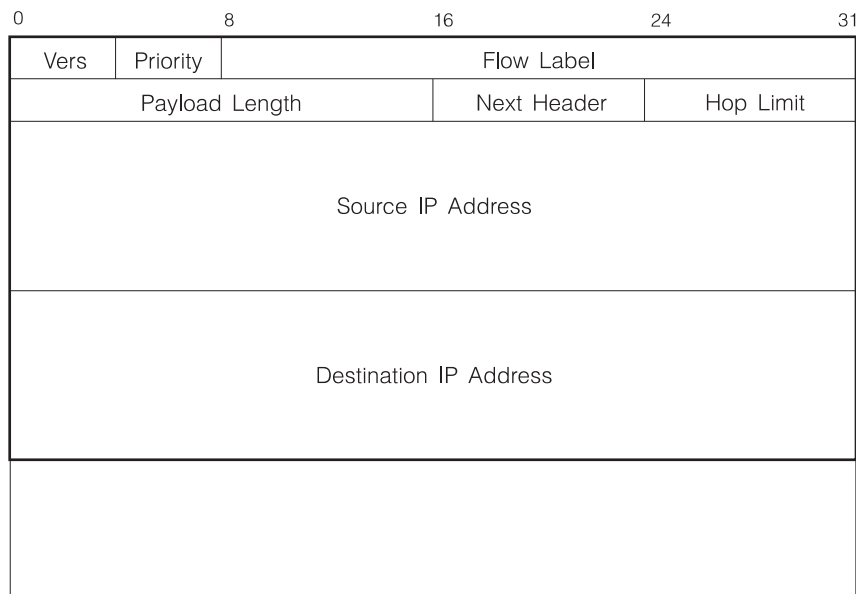 0 8 16 24 31
Vers Priority Flow Label
Payload Length Next Header Hop Limit
Source IP Address
Destination IP Address